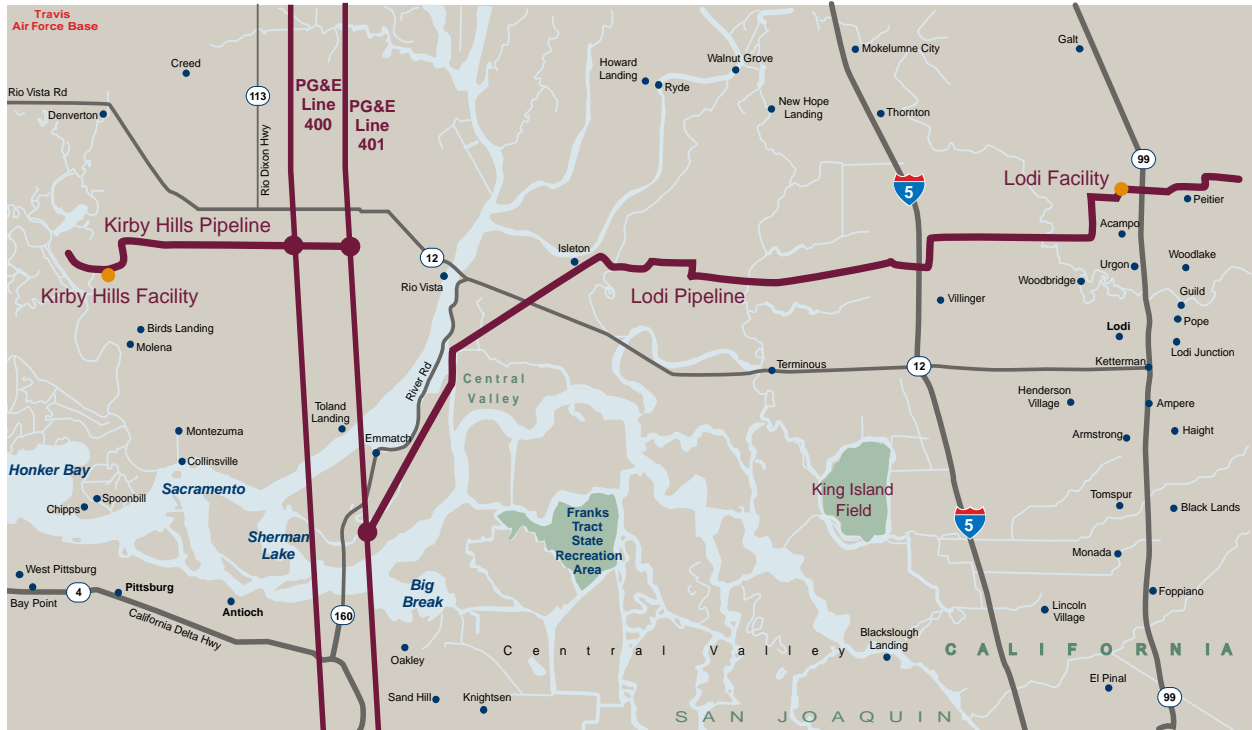 Travis
Air Force Base
Creed
Rio Vista Rd
Denverton
113
Rio Dixon Hwy
PG&E
Line
400
PG&E
Line
401
Howard
Landing
Ryde
Walnut Grove
New Hope
Landing
Mokelumne City
Thornton
Galt
99
5
Lodi Facility
Peitier
Acampo
Kirby Hills Pipeline
Kirby Hills Facility
12
Rio Vista
Isleton
Lodi Pipeline
Urgon
Woodlake
Woodbridge
Guild
Villinger
Pope
Lodi
Lodi Junction
Birds Landing
Molena
Terminous
12
Ketterman
River Rd
Central
Valley
Toland
Landing
Emmatch
Henderson
Village
Ampere
Armstrong
Haight
Montezuma
Collinsville
Honker Bay
Sacramento
Spoonbill
Chipps
Sherman
Lake
Franks
Tract
State
Recreation
Area
King Island
Field
5
Tomspur
Black Lands
Monada
West Pittsburg
Bay Point
4
Pittsburg
Antioch
California Delta Hwy
160
Big
Break
Foppiano
Lincoln
Village
Oakley
Central Valley
Blackslough
Landing
CALIFORNIA
Sand Hill
Knightsen
El Pinal
99
SAN JOAQUIN